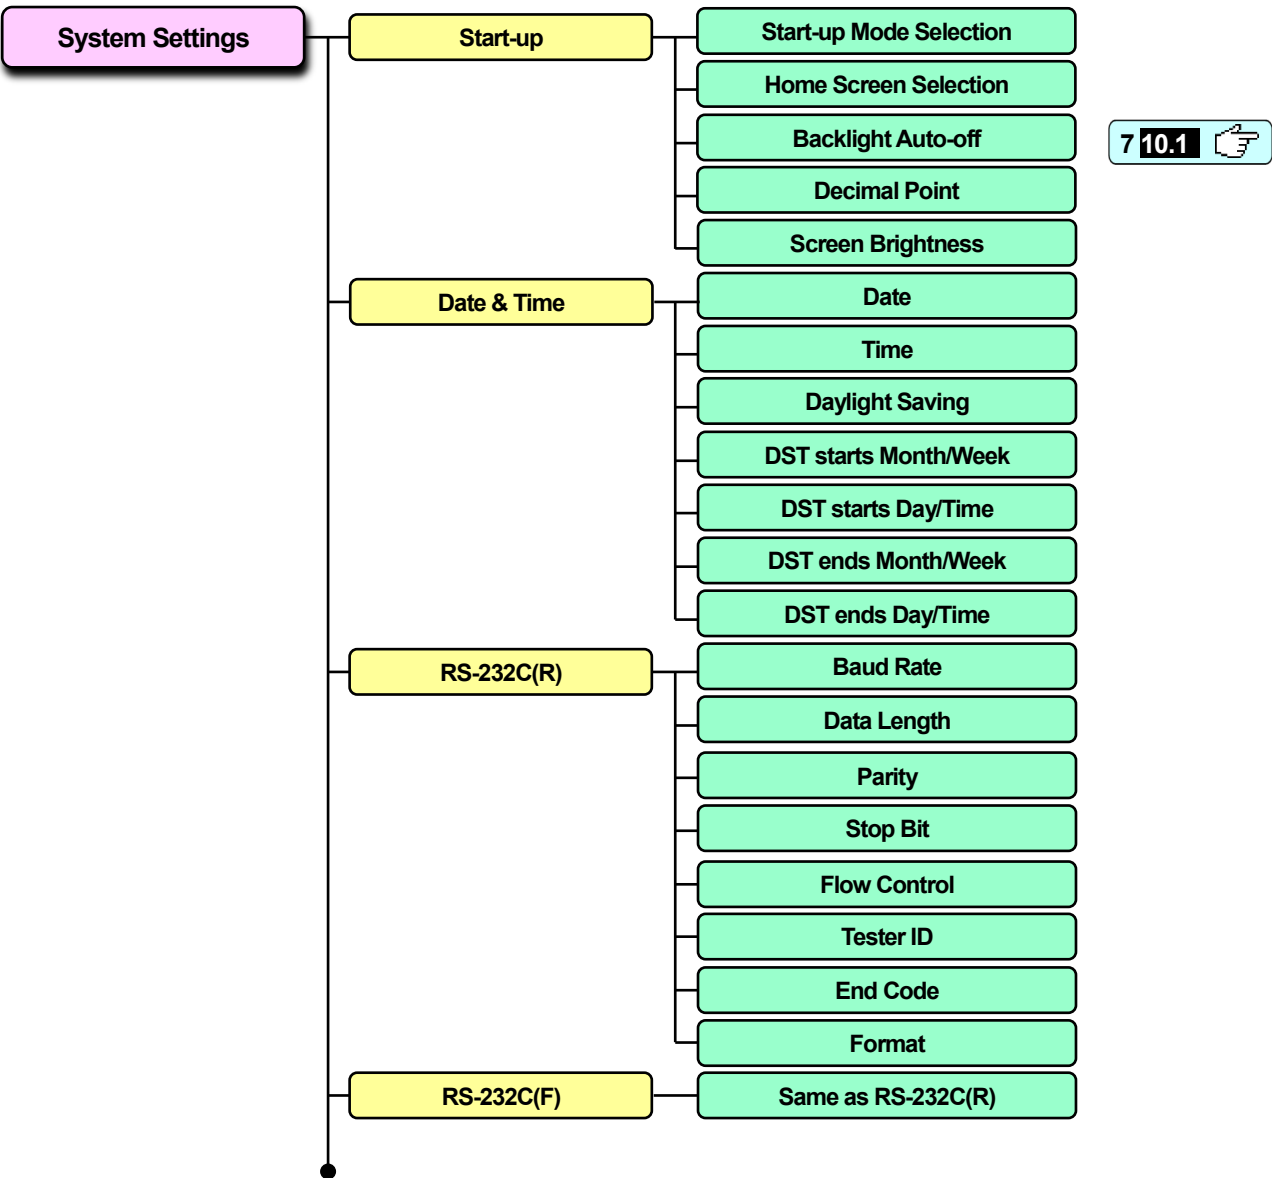 System Settings
Start-up
Start-up Mode Selection
Home Screen Selection
Backlight Auto-off
7 10.1
Decimal Point
Screen Brightness
Date & Time
Date
Time
Daylight Saving
DST starts Month/Week
DST starts Day/Time
DST ends Month/Week
DST ends Day/Time
RS-232C(R)
Baud Rate
Data Length
Parity
Stop Bit
Flow Control
Tester ID
End Code
Format
RS-232C(F)
Same as RS-232C(R)